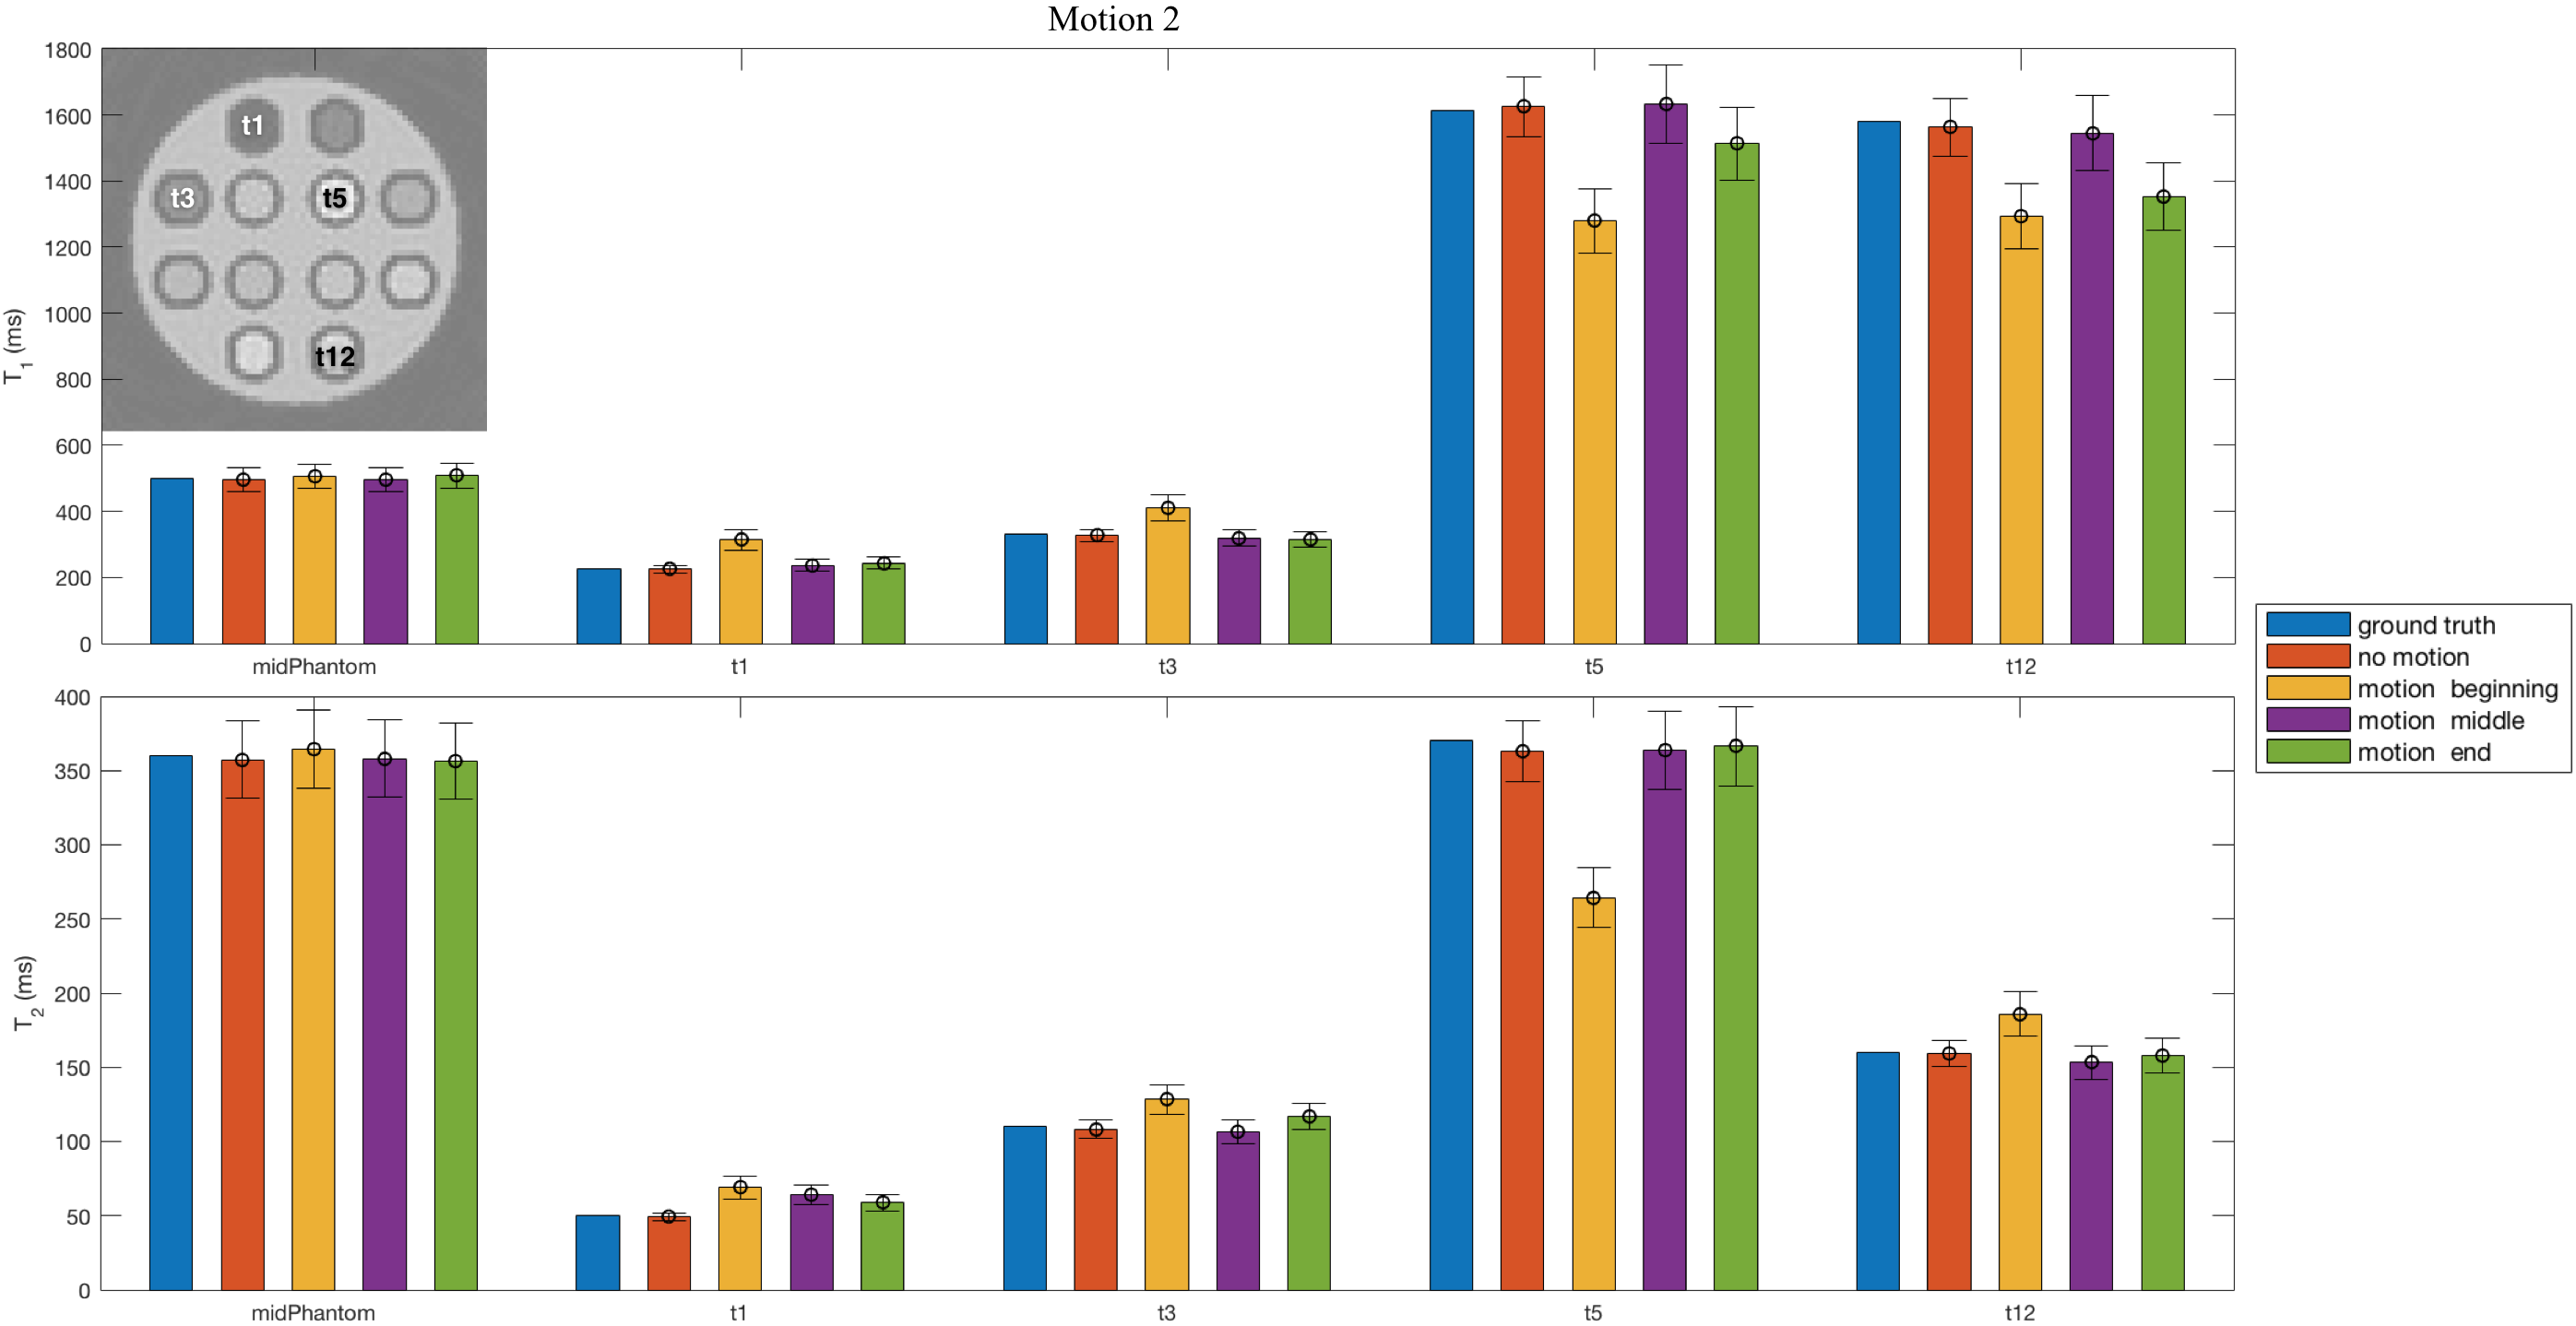 Motion 2
1800
1600
1400
1200
1000
800
600
400
200
0
T1 (ms)
t1
t3
t5
t12
midPhantom t1 t3 t5 t12
400
350
300
250
200
150
100
50
0
T2 (ms)
midPhantom t1 t3 t5 t12
ground truth
no motion
motion beginning
motion middle
motion end